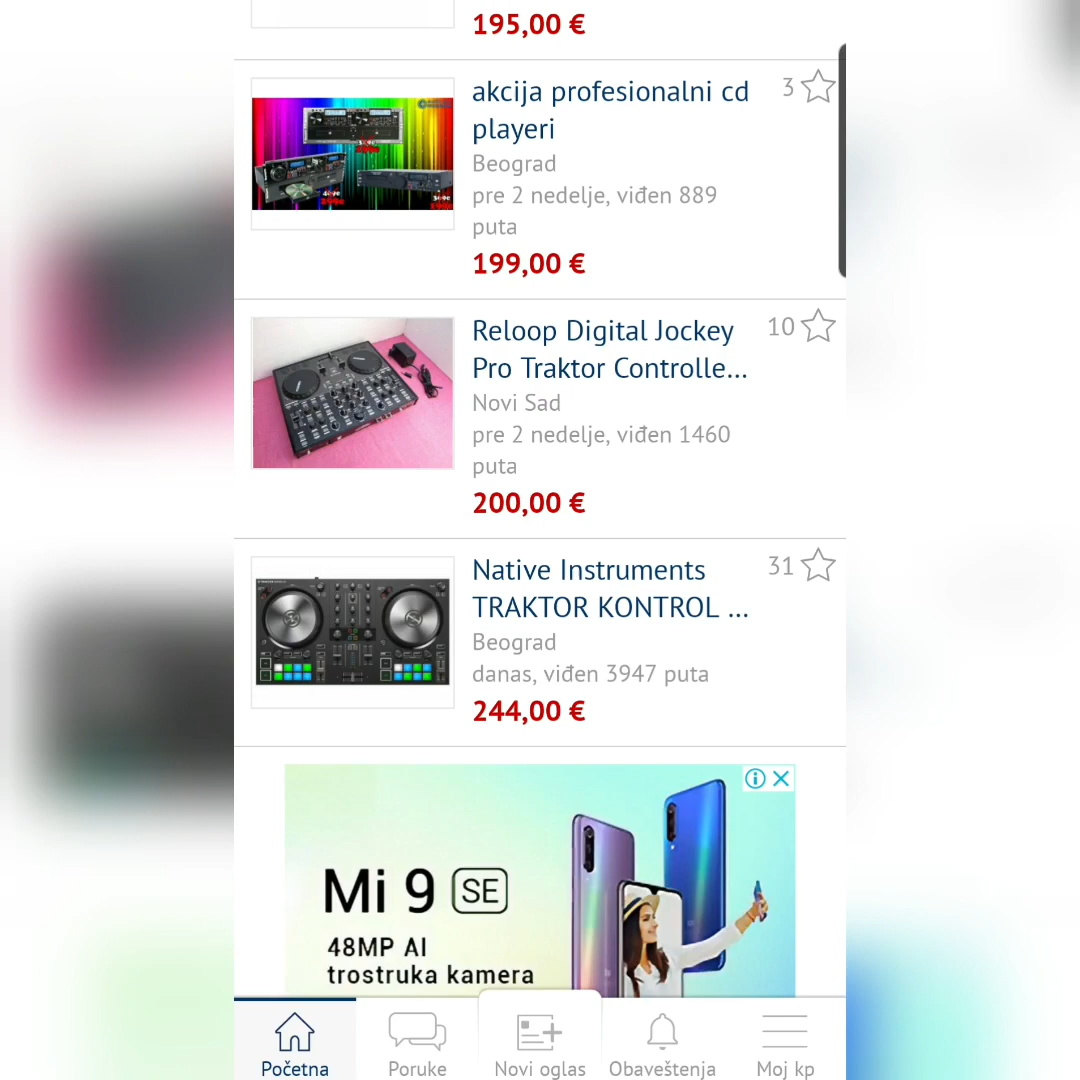 195,00 €
akcija profesionalni cd
playeri
3
Beograd
pre 2 nedelje, viđen 889
puta
199,00 €
Reloop Digital Jockey
Pro Traktor Controlle...
10
Novi Sad
pre 2 nedelje, viđen 1460
puta
200,00 €
Native Instruments
TRAKTOR KONTROL ...
31
Beograd
danas, viđen 3947 puta
244,00 €
Mi 9 SE
48MP AI
trostruka kamera
Početna
Poruke
Novi oglas
Obaveštenja
Moj kp